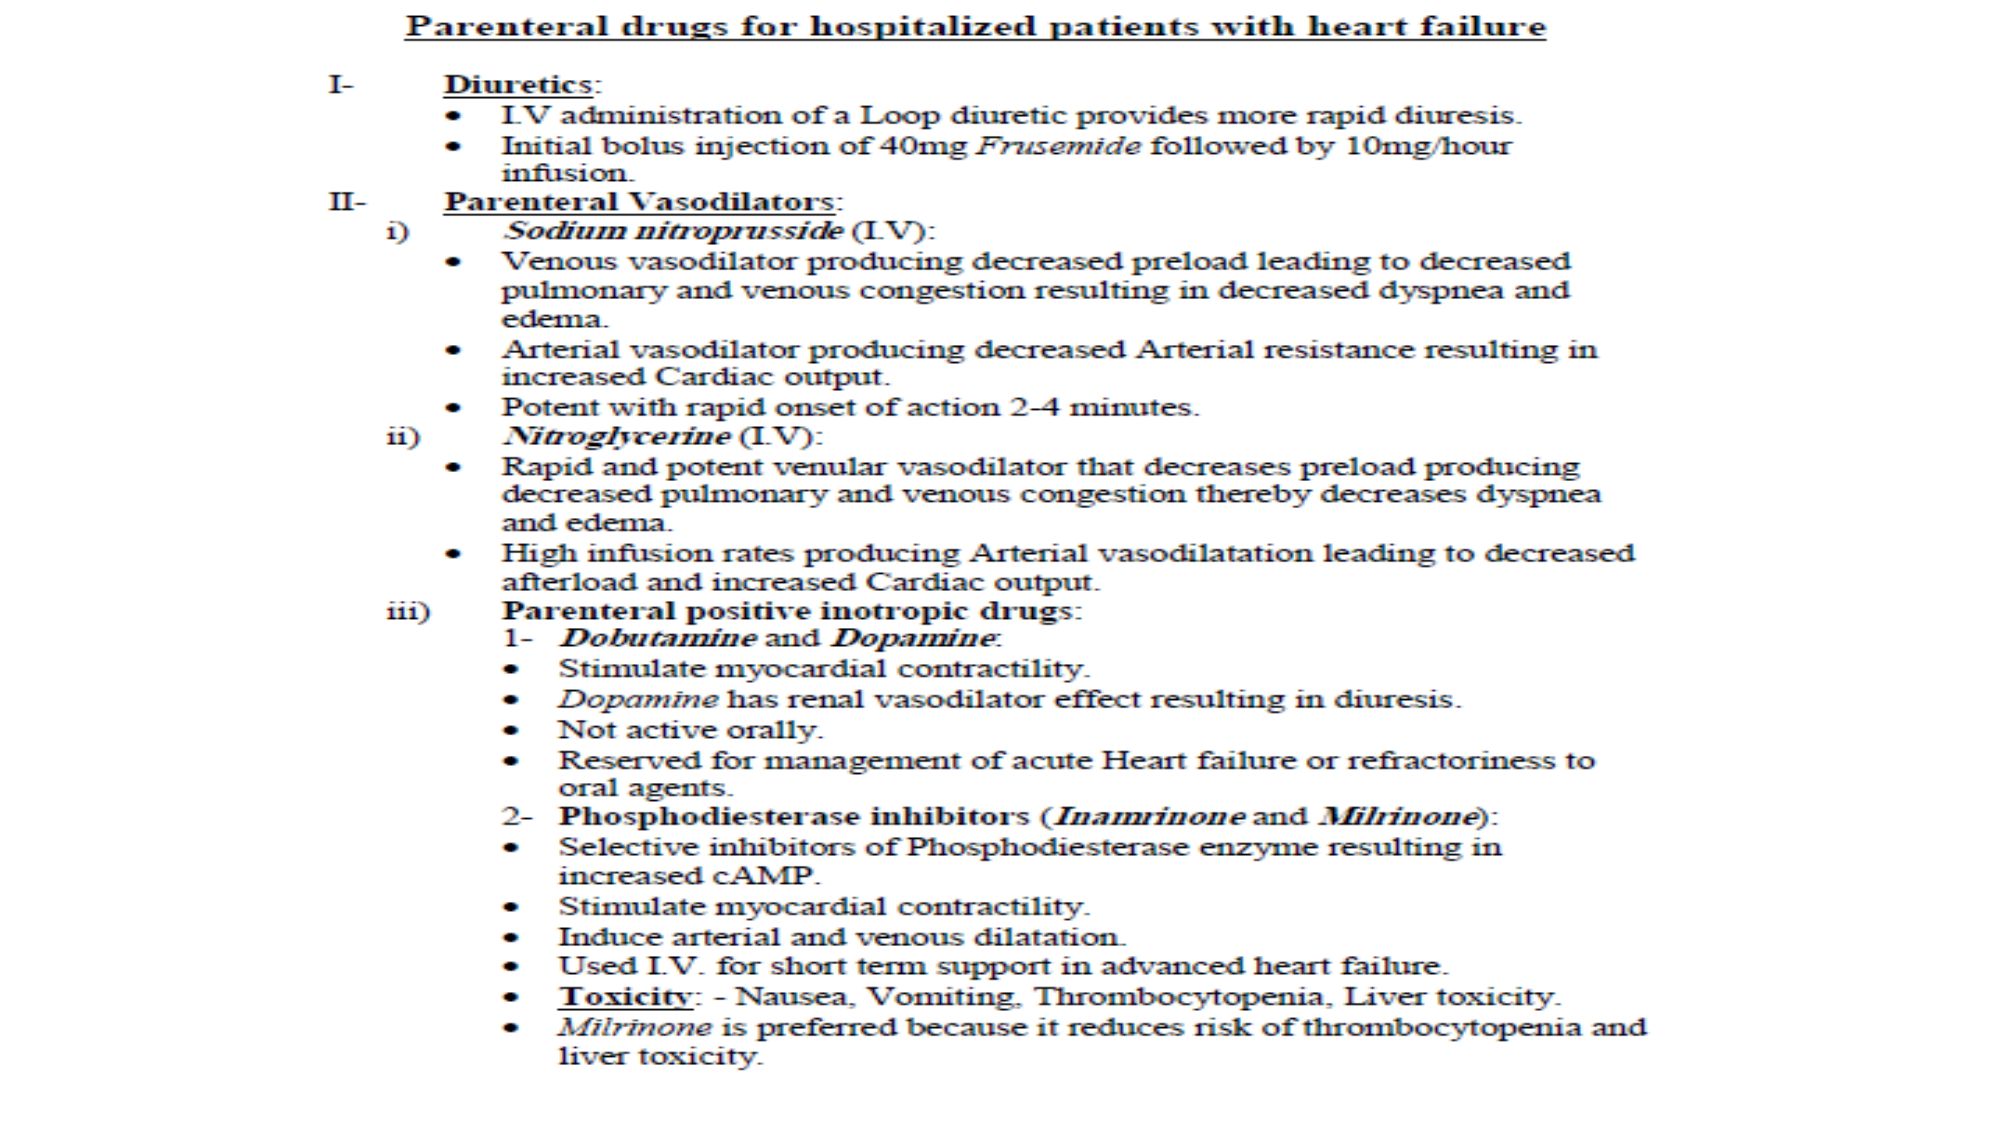 Parenteral drugs for hospitalized patients with heart failure
I- Diuretics:
• I.V administration of a Loop diuretic provides more rapid diuresis.
• Initial bolus injection of 40mg Frusemide followed by 10mg/hour
infusion.
II- Parenteral Vasodilators:
i) Sodium nitroprusside (I.V):
• Venous vasodilator producing decreased preload leading to decreased
pulmonary and venous congestion resulting in decreased dyspnea and
edema.
• Arterial vasodilator producing decreased Arterial resistance resulting in
increased Cardiac output.
• Potent with rapid onset of action 2-4 minutes.
ii) Nitroglycerine (I.V):
• Rapid and potent venular vasodilator that decreases preload producing
decreased pulmonary and venous congestion thereby decreases dyspnea
and edema.
• High infusion rates producing Arterial vasodilatation leading to decreased
afterload and increased Cardiac output.
iii) Parenteral positive inotropic drugs:
1- Dobutamine and Dopamine:
• Stimulate myocardial contractility.
• Dopamine has renal vasodilator effect resulting in diuresis.
• Not active orally.
• Reserved for management of acute Heart failure or refractoriness to
oral agents.
2- Phosphodiesterase inhibitors (Inamrinone and Milrinone):
• Selective inhibitors of Phosphodiesterase enzyme resulting in
increased cAMP.
• Stimulate myocardial contractility.
• Induce arterial and venous dilatation.
• Used I.V. for short term support in advanced heart failure.
• Toxicity: - Nausea, Vomiting, Thrombocytopenia, Liver toxicity.
• Milrinone is preferred because it reduces risk of thrombocytopenia and
liver toxicity.